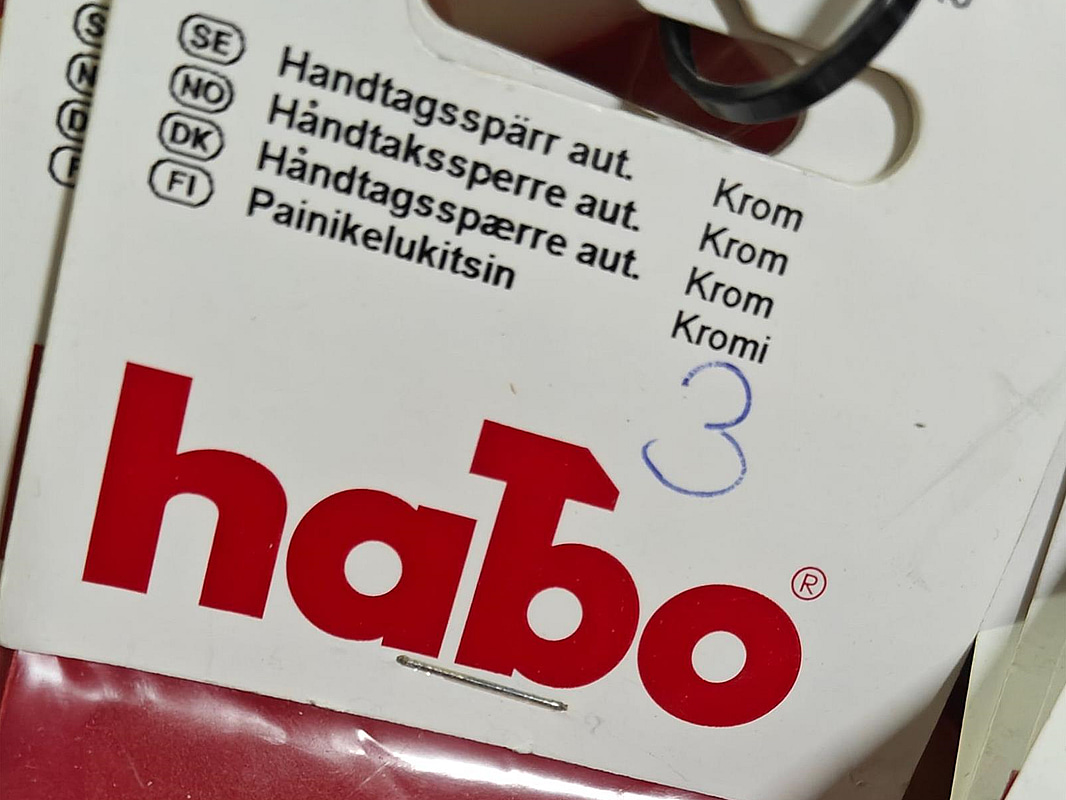 SE Handtagsspärr aut. Krom
NO Håndtakssperre aut. Krom
DK Håndtagsspærre aut. Krom
FI Painikelukitsin Kromi
3
habo®